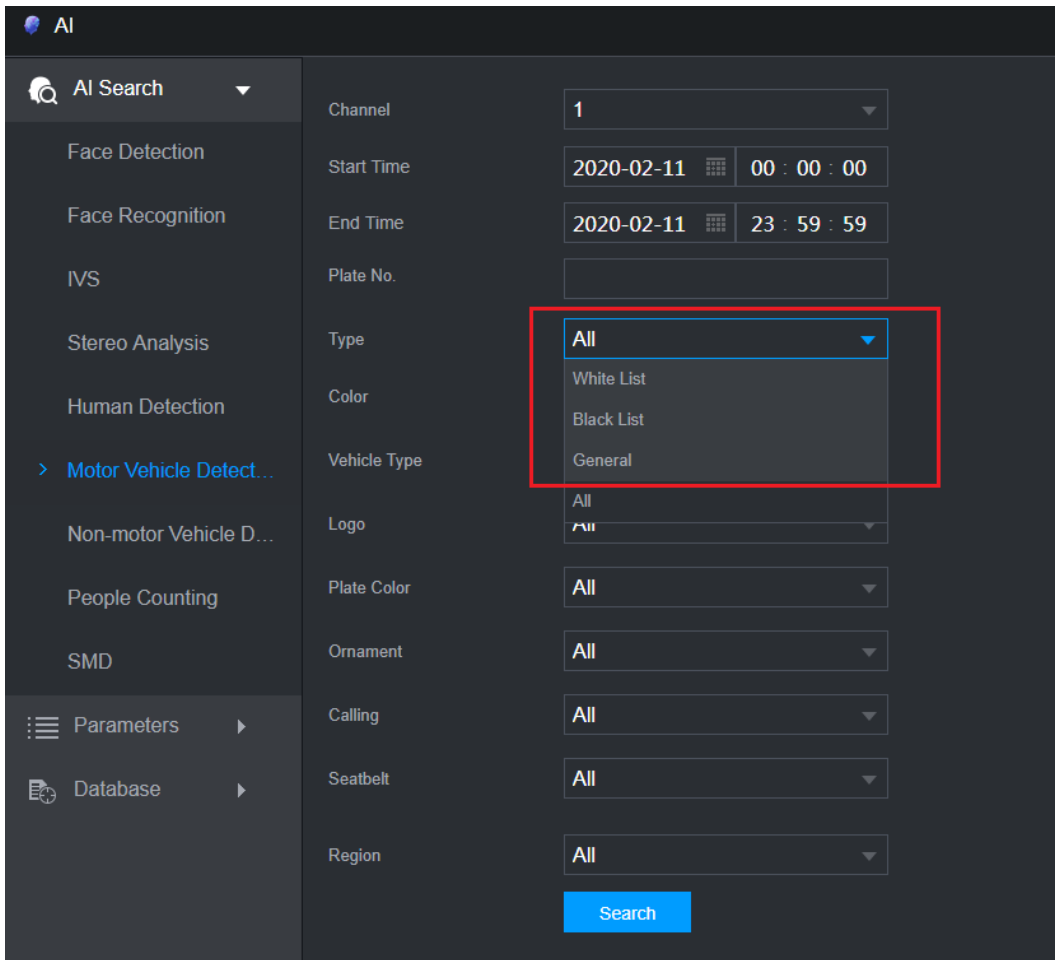 AI
AI Search
Face Detection
Face Recognition
IVS
Stereo Analysis
Human Detection
Motor Vehicle Detect...
Non-motor Vehicle D...
People Counting
SMD
Parameters
Database
Channel 1
Start Time 2020-02-11 00 : 00 : 00
End Time 2020-02-11 23 : 59 : 59
Plate No.
Type All
White List
Color
Black List
Vehicle Type General
All
Logo All
Plate Color All
Ornament All
Calling All
Seatbelt All
Region All
Search